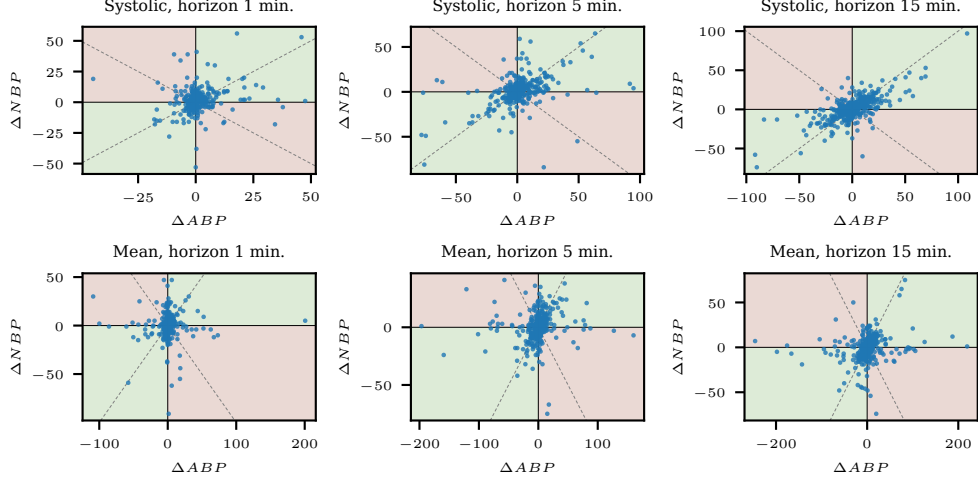 Systolic, horizon 1 min.
Systolic, horizon 5 min.
Systolic, horizon 15 min.
ΔNBP
50
25
0
−25
−50
−25
0
25
50
ΔABP
ΔNBP
50
0
−50
−50
0
50
100
ΔABP
ΔNBP
100
50
0
−50
−100
−50
0
50
100
ΔABP
Mean, horizon 1 min.
Mean, horizon 5 min.
Mean, horizon 15 min.
ΔNBP
50
0
−50
−100
0
100
200
ΔABP
ΔNBP
50
0
−50
−200
−100
0
100
ΔABP
ΔNBP
50
0
−50
−200
0
200
ΔABP